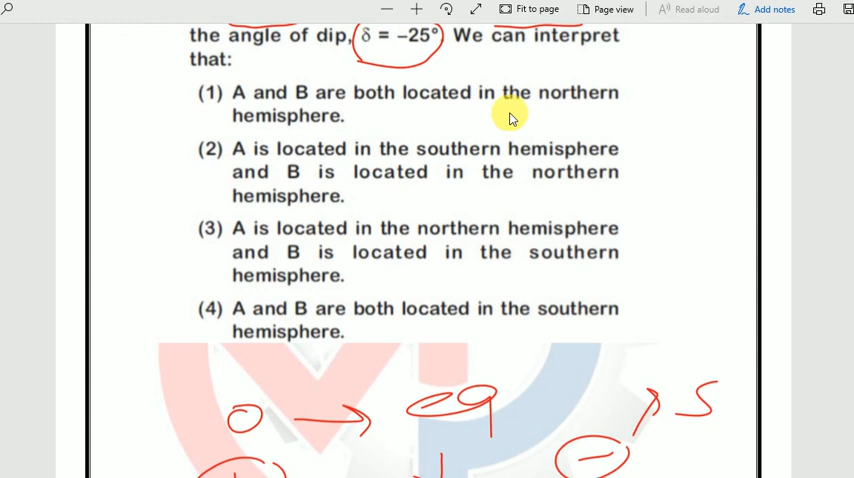 Fit to page
Page view
Read aloud
Add notes
the angle of dip, δ = –25°. We can interpret
that:
(1) A and B are both located in the northern
hemisphere.
(2) A is located in the southern hemisphere
and B is located in the northern
hemisphere.
(3) A is located in the northern hemisphere
and B is located in the southern
hemisphere.
(4) A and B are both located in the southern
hemisphere.
0 → eq
– → S